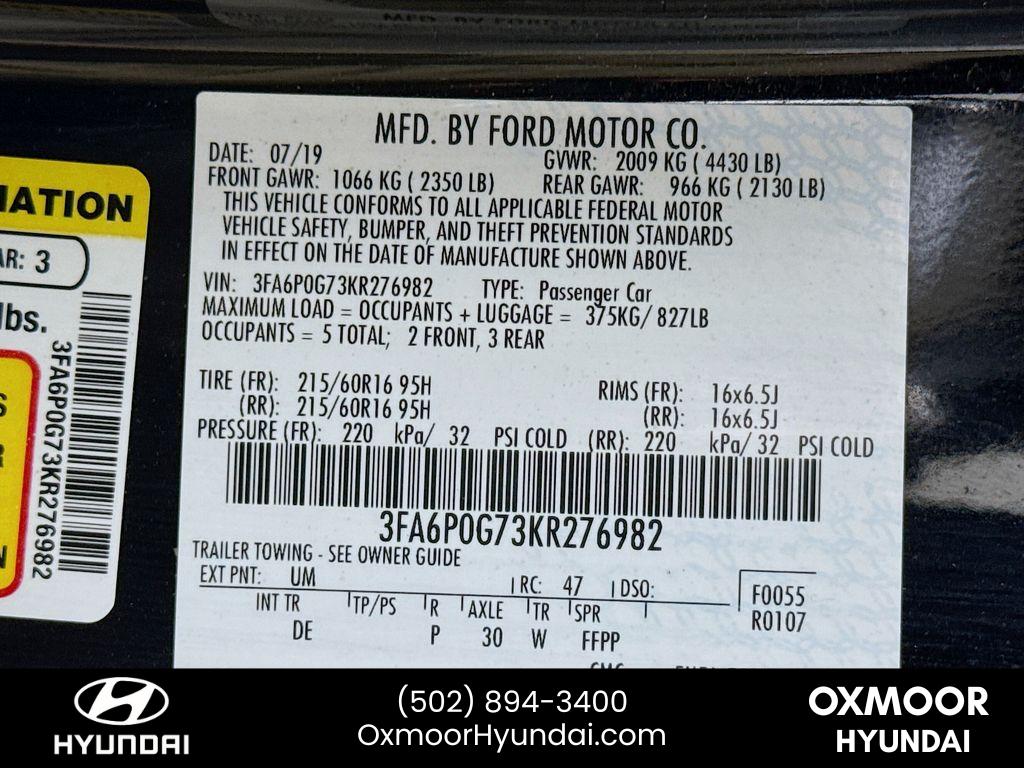 MFD. BY FORD MOTOR CO.
DATE: 07/19 GVWR: 2009 KG ( 4430 LB)
FRONT GAWR: 1066 KG ( 2350 LB) REAR GAWR: 966 KG ( 2130 LB)
THIS VEHICLE CONFORMS TO ALL APPLICABLE FEDERAL MOTOR
VEHICLE SAFETY, BUMPER, AND THEFT PREVENTION STANDARDS
IN EFFECT ON THE DATE OF MANUFACTURE SHOWN ABOVE.
VIN: 3FA6P0G73KR276982 TYPE: Passenger Car
MAXIMUM LOAD = OCCUPANTS + LUGGAGE = 375KG/ 827LB
OCCUPANTS = 5 TOTAL; 2 FRONT, 3 REAR
TIRE (FR): 215/60R16 95H RIMS (FR): 16x6.5J
(RR): 215/60R16 95H (RR): 16x6.5J
PRESSURE (FR): 220 kPa/ 32 PSI COLD (RR): 220 kPa/ 32 PSI COLD
3FA6P0G73KR276982
TRAILER TOWING - SEE OWNER GUIDE
EXT PNT: UM RC: 47 DSO:
F0055
R0107
INT TR TP/PS R AXLE TR SPR
DE P 30 W FFPP
3
lbs.
3FA6P0G73KR276982
HYUNDAI
(502) 894-3400
OxmoorHyundai.com
OXMOOR
HYUNDAI